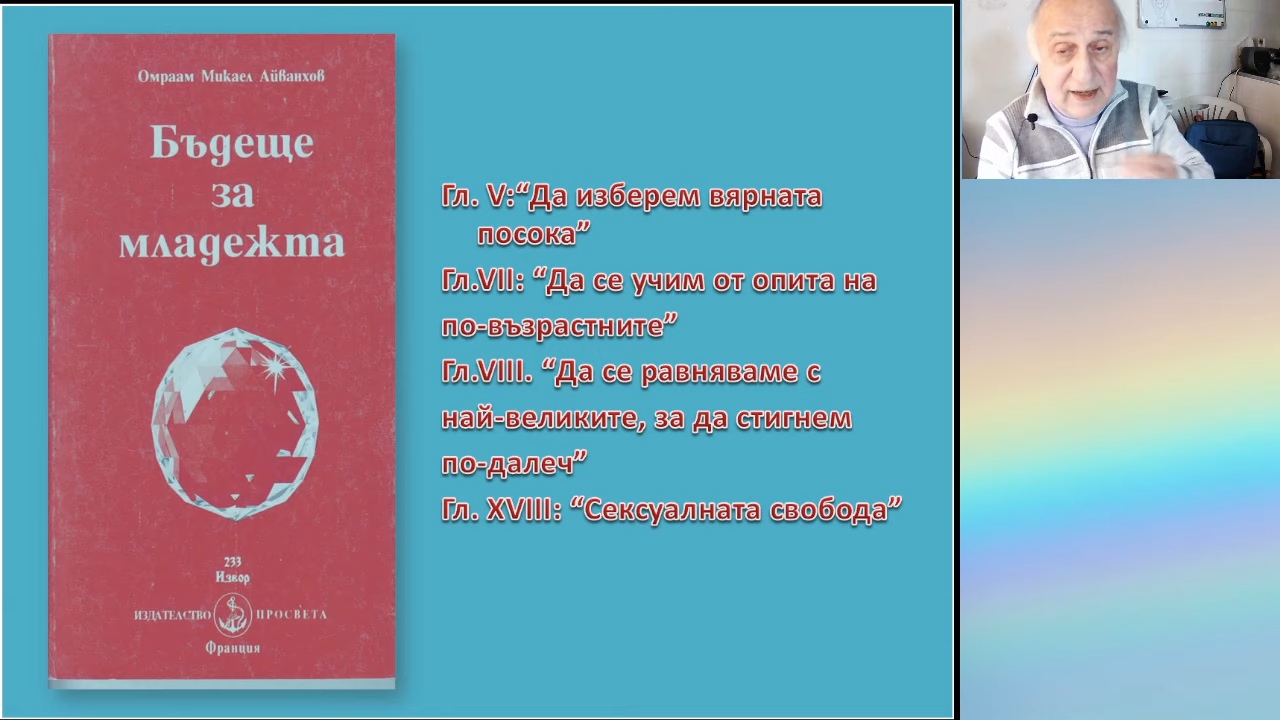 Омраам Микаел Айванхов
Бъдеще
за
младежта
233
Извор
ИЗДАТЕЛСТВО ПРОСВЕТА
Франция
Гл. V:“Да изберем вярната
посока”
Гл.VII: “Да се учим от опита на
по-възрастните”
Гл.VIII. “Да се равняваме с
най-великите, за да стигнем
по-далеч”
Гл. XVIII: “Сексуалната свобода”